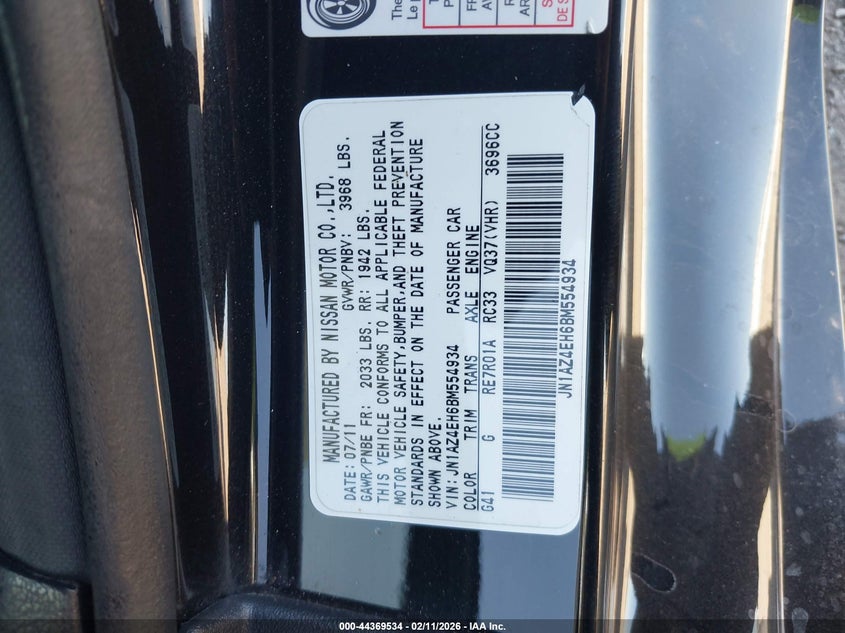 The
Le p
MANUFACTURED BY NISSAN MOTOR CO.,LTD.
DATE:07/11 GVWR/PNBV: 3968 LBS.
GAWR/PNBE FR: 2033 LBS. RR: 1942 LBS.
THIS VEHICLE CONFORMS TO ALL APPLICABLE FEDERAL
MOTOR VEHICLE SAFETY,BUMPER,AND THEFT PREVENTION
STANDARDS IN EFFECT ON THE DATE OF MANUFACTURE
SHOWN ABOVE.
VIN:JN1AZ4EH6BM554934 PASSENGER CAR
COLOR TRIM TRANS AXLE ENGINE
G41 G RE7R01A RC33 VQ37(VHR) 3696CC
JN1AZ4EH6BM554934
000-44369534 - 02/11/2026 - IAA Inc.